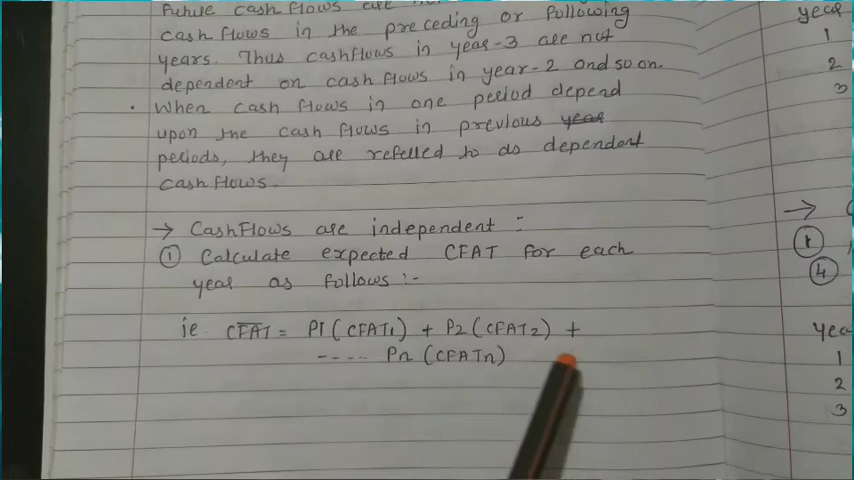 Future cash flows are
cash flows in the preceding or following
years. Thus cashflows in year-3 are not
dependent on cash flows in year-2 and so on.
• When cash flows in one period depend
upon the cash flows in previous year
periods, they are refelled to as dependent
cash flows.
→ CashFlows are independent :-
① Calculate expected CFAT for each
year as follows :-
ie. C̅F̅A̅T̅ = P1 (CFAT1) + P2 (CFAT2) +
----- Pn (CFATn)
year
1
2
3
→
①
④
yea
1
2
3